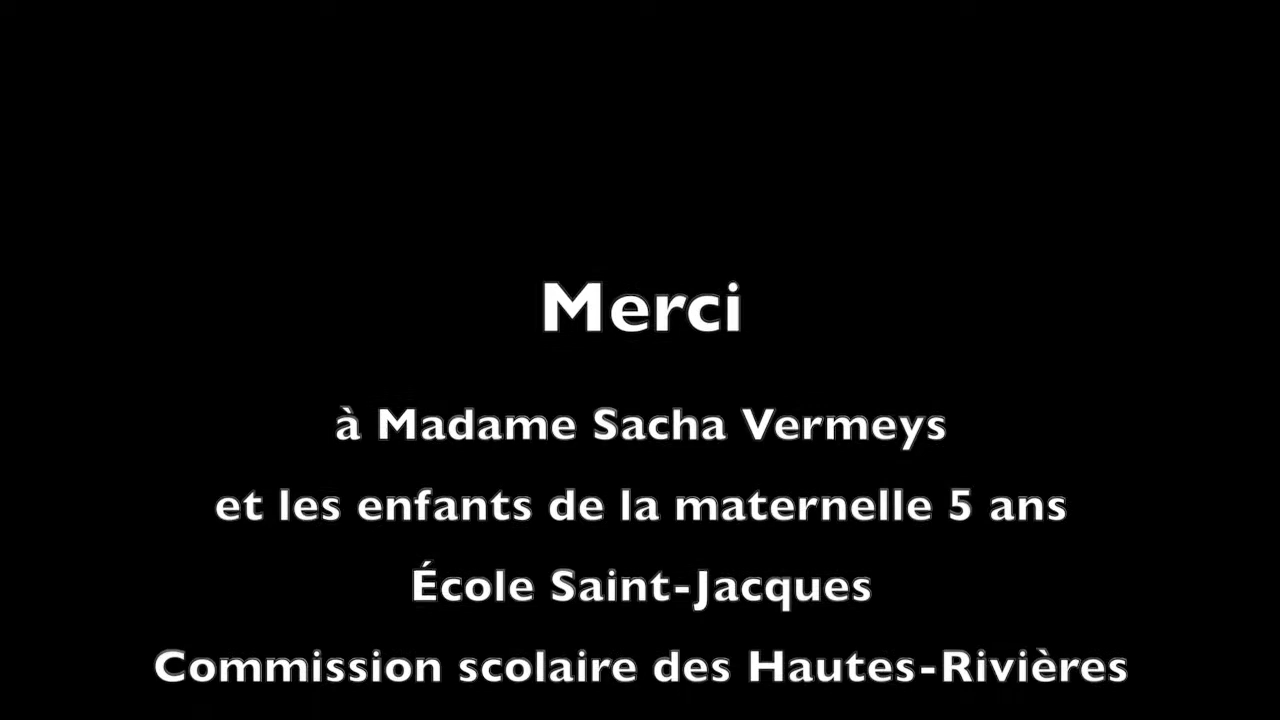 Merci
à Madame Sacha Vermeys
et les enfants de la maternelle 5 ans
École Saint-Jacques
Commission scolaire des Hautes-Rivières